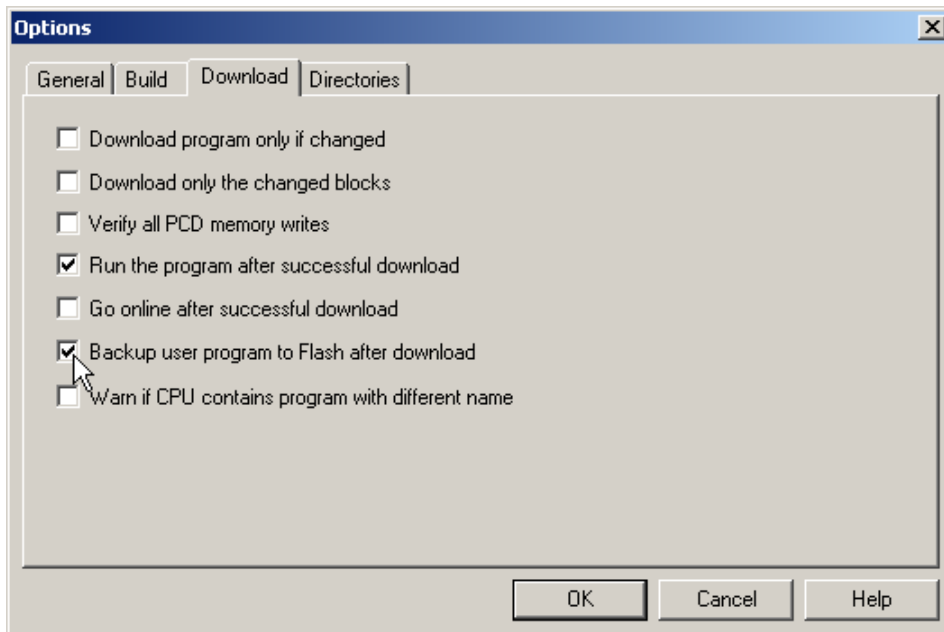 Options
General Build Download Directories
Download program only if changed
Download only the changed blocks
Verify all PCD memory writes
Run the program after successful download
Go online after successful download
Backup user program to Flash after download
Warn if CPU contains program with different name
OK Cancel Help